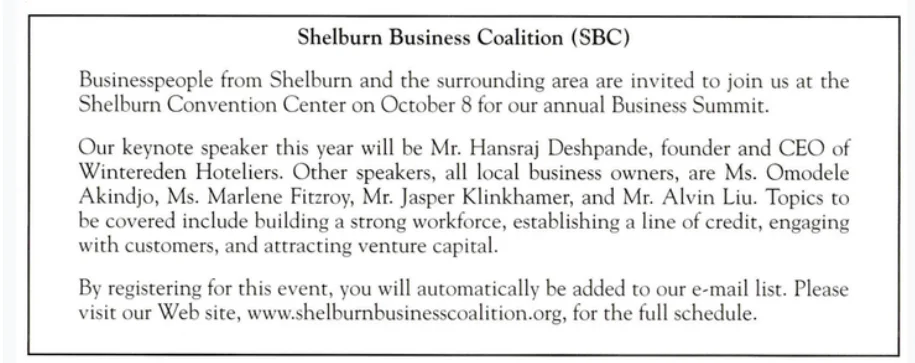 Shelburn Business Coalition (SBC)
Businesspeople from Shelburn and the surrounding area are invited to join us at the
Shelburn Convention Center on October 8 for our annual Business Summit.
Our keynote speaker this year will be Mr. Hansraj Deshpande, founder and CEO of
Wintereden Hoteliers. Other speakers, all local business owners, are Ms. Omodele
Akindjo, Ms. Marlene Fitzroy, Mr. Jasper Klinkhamer, and Mr. Alvin Liu. Topics to
be covered include building a strong workforce, establishing a line of credit, engaging
with customers, and attracting venture capital.
By registering for this event, you will automatically be added to our e-mail list. Please
visit our Web site, www.shelburnbusinesscoalition.org, for the full schedule.